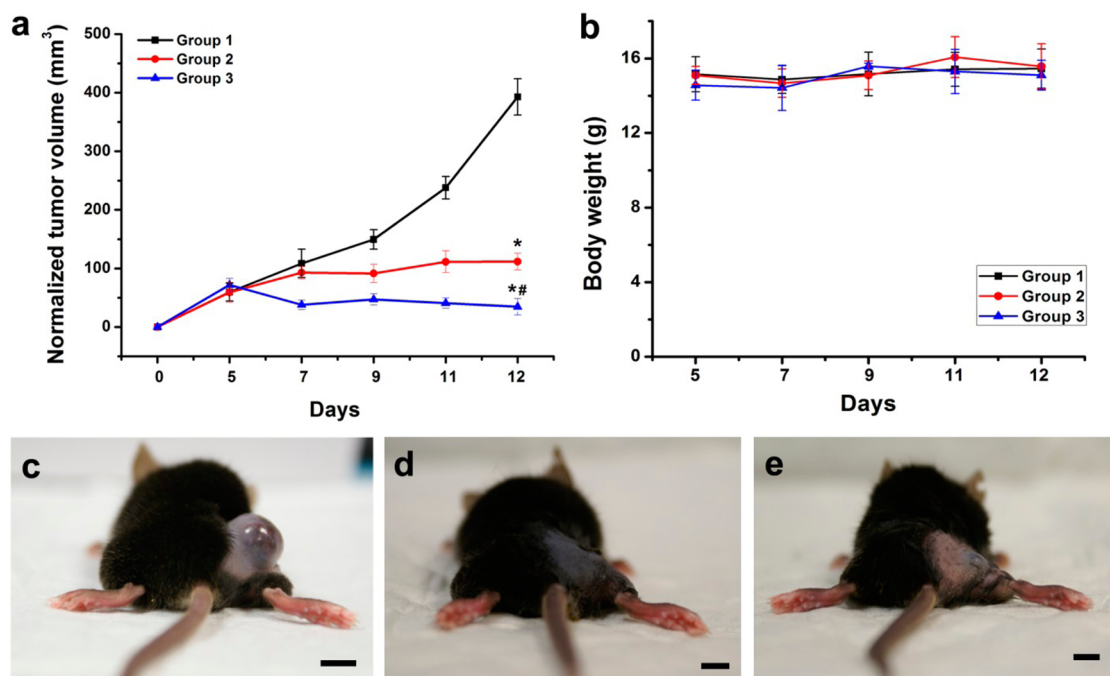 a
Normalized tumor volume (mm³)
500
400
300
200
100
0
Group 1
Group 2
Group 3
*
*#
0 5 7 9 11 12
Days
b
Body weight (g)
16
12
8
4
0
Group 1
Group 2
Group 3
5 7 9 11 12
Days
c
d
e